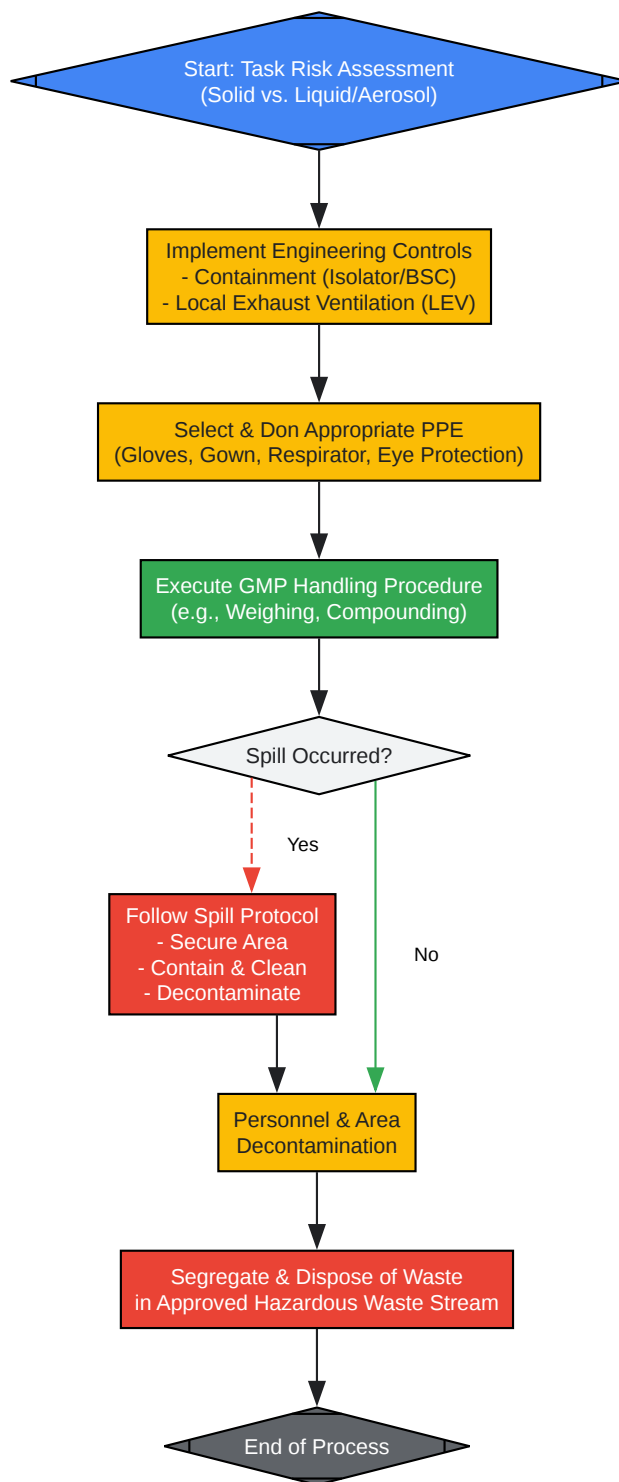 Start: Task Risk Assessment
(Solid vs. Liquid/Aerosol)
Implement Engineering Controls
- Containment (Isolator/BSC)
- Local Exhaust Ventilation (LEV)
Select & Don Appropriate PPE
(Gloves, Gown, Respirator, Eye Protection)
Execute GMP Handling Procedure
(e.g., Weighing, Compounding)
Spill Occurred?
Yes
Follow Spill Protocol
- Secure Area
- Contain & Clean
- Decontaminate
No
Personnel & Area
Decontamination
Segregate & Dispose of Waste
in Approved Hazardous Waste Stream
End of Process